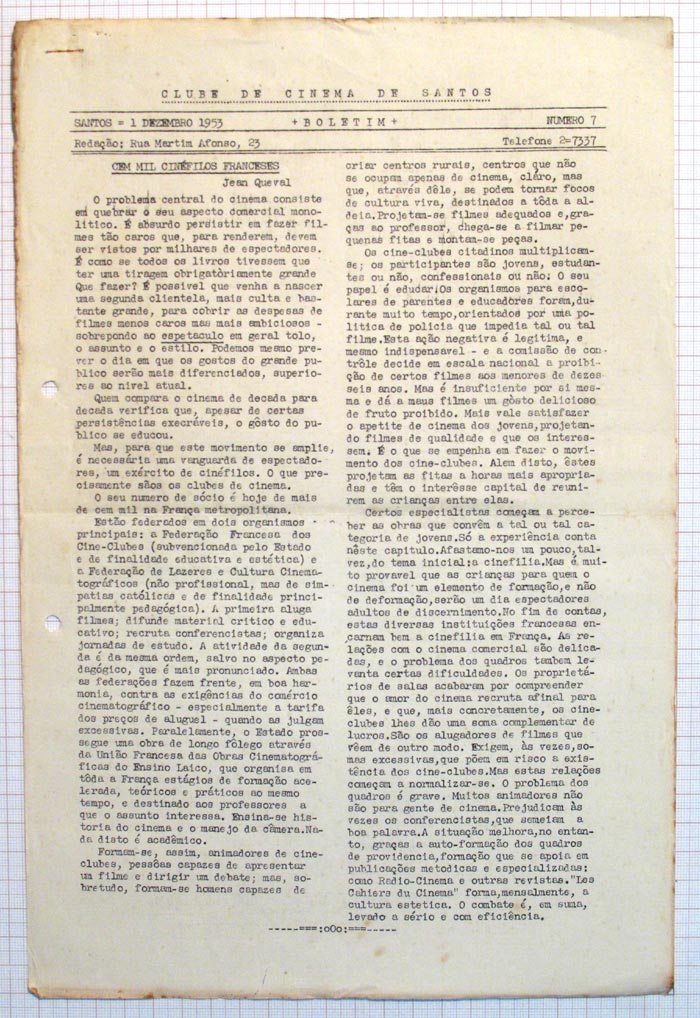 1953
CLUBE DE CINEMA DE SANTOS
SANTOS = 1 DEZEMBRO 1953 + BOLETIM + NUMERO 7
Redação: Rua Martim Afonso, 23 Telefone 2=7337
CEM MIL CINÉFILOS FRANCESES
Jean Queval
O problema central do cinema consiste
em quebrar o seu aspecto comercial mono-
litico. É absurdo persistir em fazer fil-
mes tão caros que, para renderem, devem
ser vistos por milhares de espectadores.
É como se todos os livros tivessem que
ter uma tiragem obrigatòriamente grande
Que fazer? É possivel que venha a nascer
uma segunda clientela, mais culta e bas-
tante grande, para cobrir as despesas de
filmes menos caros mas mais ambiciosos -
sobrepondo ao espetaculo em geral tolo,
o assunto e o estilo. Podemos mesmo pre-
ver o dia em que os gostos do grande pu-
blico serão mais diferenciados, superio-
res ao nivel atual.
Quem compara o cinema de decada para
decada verifica que, apesar de certas
persistências execráveis, o gôsto do pu-
blico se educou.
Mas, para que este movimento se amplie,
é necessária uma vanguarda de espectado-
res, um exército de cinéfilos. O que pre-
cisamente sãos os clubes de cinema.
O seu numero de sócio é hoje de mais
de cem mil na França metropolitana.
Estão federados em dois organismos
principais: a Federação Francesa dos
Cine-Clubes (subvencionada pelo Estado
e de finalidade educativa e estética) e
a Federação de Lazeres e Cultura Cinema-
tográficos (não profissional, mas de sim-
patias católicas e de finalidade princi-
palmente pedagógica). A primeira aluga
filmes; difunde material critico e edu-
cativo; recruta conferencistas; organiza
jornadas de estudo. A atividade da segun-
da é da mesma ordem, salvo no aspecto pe-
dagógico, que é mais pronunciado. Ambas
as federações fazem frente, em boa har-
monia, contra as exigências do comércio
cinematográfico - especialmente a tarifa
dos preços de aluguel - quando as julgam
excessivas. Paralelamente, o Estado pros-
segue uma obra de longo fôlego através
da União Francesa das Obras Cinematográ-
ficas do Ensino Laico, que organisa em
tôda a França estágios de formação ace-
lerada, teóricos e práticos ao mesmo
tempo, e destinado aos professores a
que o assunto interessa. Ensina-se his-
toria do cinema e o manejo da câmera.Na-
da disto é acadêmico.
Formam-se, assim, animadores de cine-
clubes, pessôas capazes de apresentar
um filme e dirigir um debate; mas, so-
bretudo, formam-se homens capazes de
criar centros rurais, centros que não
se ocupam apenas de cinema, claro, mas
que, através dêle, se podem tornar focos
de cultura viva, destinados a tôda a al-
deia.Projetam-se filmes adequados e,gra-
ças ao professor, chega-se a filmar pe-
quenas fitas e montam-se peças.
Os cine-clubes citadinos multiplicam-
se; os participantes são jovens, estudan-
tes ou não, confessionais ou não: O seu
papel é edudar:Os organismos para esco-
lares de parentes e educadores foram,du-
rante muito tempo,orientados por uma po-
litica de policia que impedia tal ou tal
filme.Esta ação negativa é legitima, e
mesmo indispensavel - e a comissão de con-
trôle decide em escala nacional a proibi-
ção de certos filmes aos menores de dezes-
seis anos. Mas é insuficiente por si mes-
ma e dá a maus filmes um gôsto delicioso
de fruto proibido. Mais vale satisfazer
o apetite de cinema dos jovens,projetan-
do filmes de qualidade e que os interes-
sem. É o que se empenha em fazer o movi-
mento dos cine-clubes. Alem disto, êstes
projetam as fitas a horas mais apropria-
das e têm o interêsse capital de reuni-
rem as crianças entre elas.
Certos especialistas começam a perce-
ber as obras que convêm a tal ou tal ca-
tegoria de jovens.Só a experiência conta
nêste capitulo.Afastamo-nos um pouco,tal-
vez,do tema inicial:a cinefilia.Mas é mui-
to provavel que as crianças para quem o
cinema foi um elemento de formação,e não
de deformação,serão um dia espectadores
adultos de discernimento.No fim de contas,
estas diversas instituições francesas en-
carnam bem a cinefilia em França. As re-
lações com o cinema comercial são delica-
das, e o problema dos quadros tambem le-
vanta certas dificuldades. Os proprietá-
rios de salas acabaram por compreender
que o amor do cinema recruta afinal para
êles, e que, mais concretamente, os cine-
clubes lhes dão uma soma complementar de
lucros.São os alugadores de filmes que
vêem de outro modo. Exigem, às vezes,so-
mas excessivas,que põem em risco a exis-
tência dos cine-clubes.Mas estas relações
começam a normalizar-se. O problema dos
quadros é grave. Muitos animadores não
são para gente de cinema.Prejudicam às
vezes os conferencistas,que semeiam a
boa palavra.A situação melhora,no entan-
to, graças a auto-formação dos quadros
de providencia,formação que se apoia em
publicações metodicas e especializadas:
como Radio-Cinema e outras revistas."Les
Cahiers du Cinema" forma,mensalmente, a
cultura estetica. O combate é, em suma,
levado a sério e com eficiência.
-----===:oOo:===-----